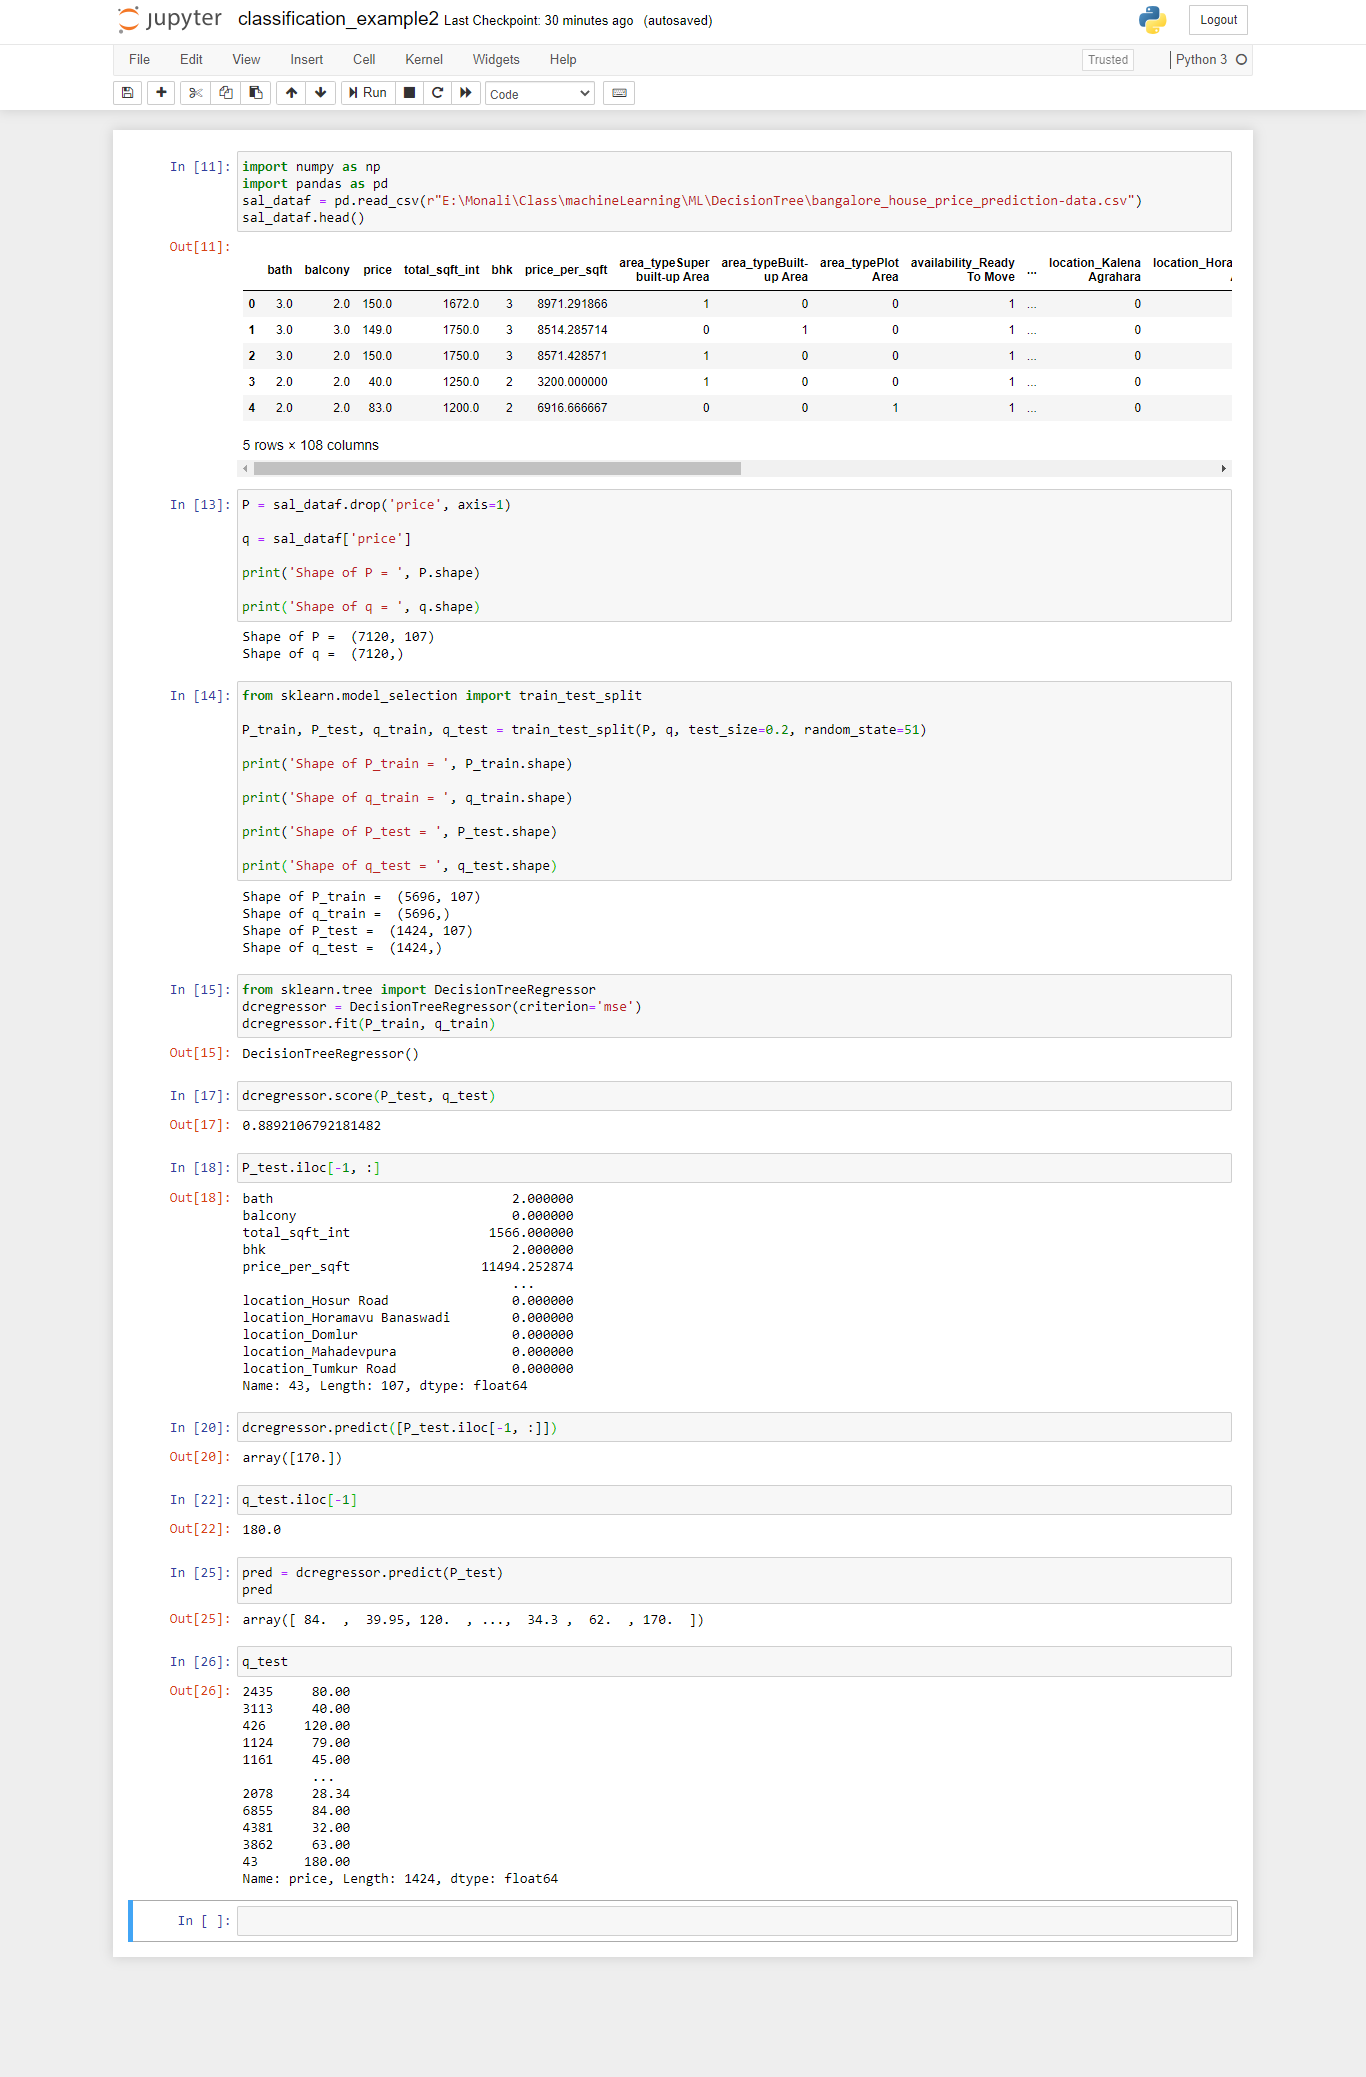 jupyter classification_example2 Last Checkpoint: 30 minutes ago (autosaved)
Logout
File Edit View Insert Cell Kernel Widgets Help
Trusted
Python 3
Run
Code
In [11]: import numpy as np
import pandas as pd
sal_dataf = pd.read_csv(r"E:\Monali\Class\machineLearning\ML\DecisionTree\bangalore_house_price_prediction-data.csv")
sal_dataf.head()
Out[11]:
bath balcony price total_sqft_int bhk price_per_sqft area_typeSuper built-up Area area_typeBuilt-up Area area_typePlot Area availability_Ready To Move ... location_Kalena Agrahara location_Hora
0 3.0 2.0 150.0 1672.0 3 8971.291866 1 0 0 1 ... 0
1 3.0 3.0 149.0 1750.0 3 8514.285714 0 1 0 1 ... 0
2 3.0 2.0 150.0 1750.0 3 8571.428571 1 0 0 1 ... 0
3 2.0 2.0 40.0 1250.0 2 3200.000000 1 0 0 1 ... 0
4 2.0 2.0 83.0 1200.0 2 6916.666667 0 0 1 1 ... 0
5 rows × 108 columns
In [13]: P = sal_dataf.drop('price', axis=1)
q = sal_dataf['price']
print('Shape of P = ', P.shape)
print('Shape of q = ', q.shape)
Shape of P =  (7120, 107)
Shape of q =  (7120,)
In [14]: from sklearn.model_selection import train_test_split
P_train, P_test, q_train, q_test = train_test_split(P, q, test_size=0.2, random_state=51)
print('Shape of P_train = ', P_train.shape)
print('Shape of q_train = ', q_train.shape)
print('Shape of P_test = ', P_test.shape)
print('Shape of q_test = ', q_test.shape)
Shape of P_train =  (5696, 107)
Shape of q_train =  (5696,)
Shape of P_test =  (1424, 107)
Shape of q_test =  (1424,)
In [15]: from sklearn.tree import DecisionTreeRegressor
dcregressor = DecisionTreeRegressor(criterion='mse')
dcregressor.fit(P_train, q_train)
Out[15]: DecisionTreeRegressor()
In [17]: dcregressor.score(P_test, q_test)
Out[17]: 0.8892106792181482
In [18]: P_test.iloc[-1, :]
Out[18]: bath 2.000000
balcony 0.000000
total_sqft_int 1566.000000
bhk 2.000000
price_per_sqft 11494.252874
...
location_Hosur Road 0.000000
location_Horamavu Banaswadi 0.000000
location_Domlur 0.000000
location_Mahadevpura 0.000000
location_Tumkur Road 0.000000
Name: 43, Length: 107, dtype: float64
In [20]: dcregressor.predict([P_test.iloc[-1, :]])
Out[20]: array([170.])
In [22]: q_test.iloc[-1]
Out[22]: 180.0
In [25]: pred = dcregressor.predict(P_test)
pred
Out[25]: array([ 84.  ,  39.95, 120.  , ...,  34.3 ,  62.  , 170.  ])
In [26]: q_test
Out[26]: 2435 80.00
3113 40.00
426 120.00
1124 79.00
1161 45.00
...
2078 28.34
6855 84.00
4381 32.00
3862 63.00
43 180.00
Name: price, Length: 1424, dtype: float64
In [ ]: